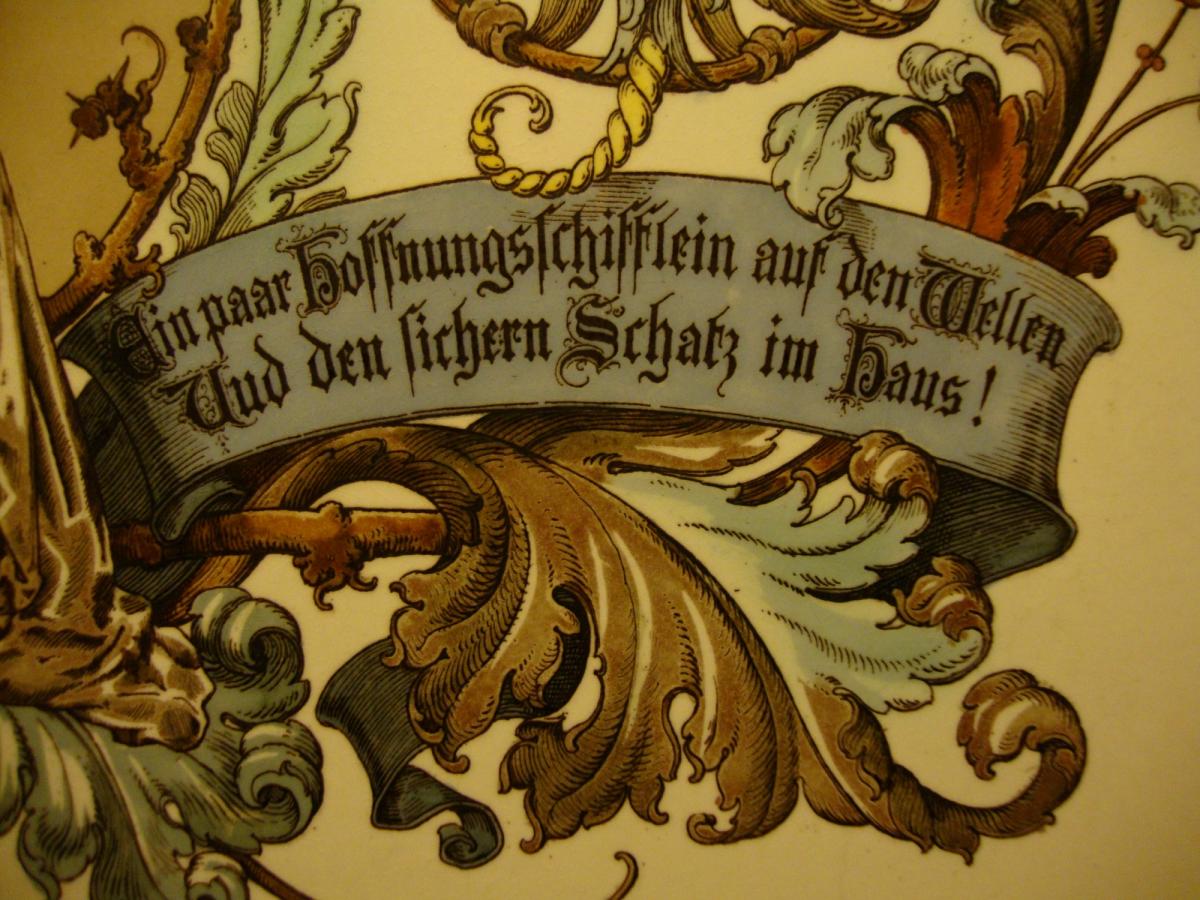 Ein paar Hoffnungsschifflein auf den Wellen
Und den sichern Schatz im Haus!